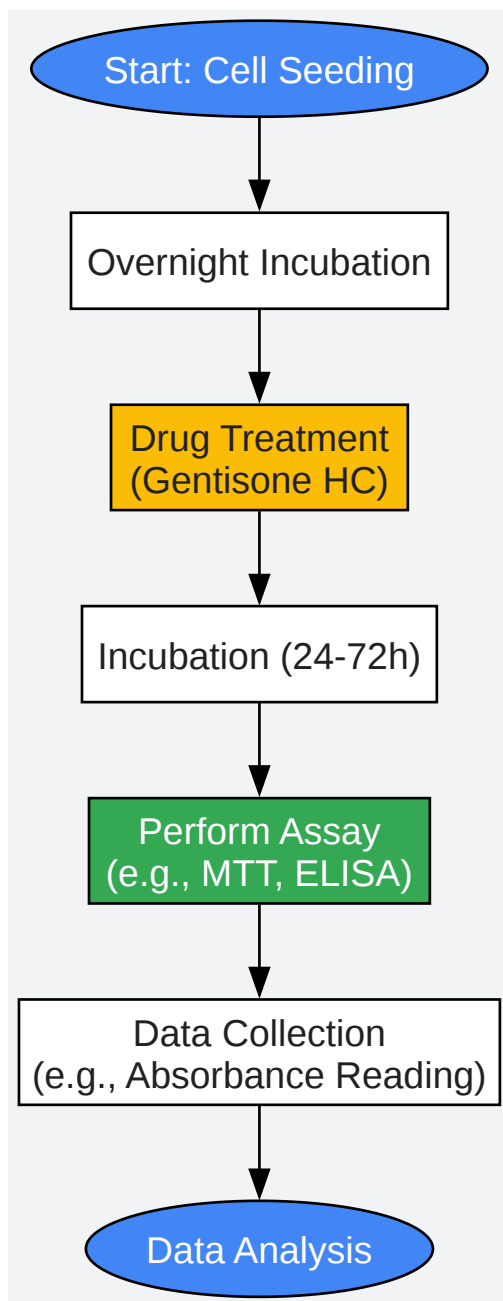 Start: Cell Seeding
Overnight Incubation
Drug Treatment
(Gentisone HC)
Incubation (24-72h)
Perform Assay
(e.g., MTT, ELISA)
Data Collection
(e.g., Absorbance Reading)
Data Analysis